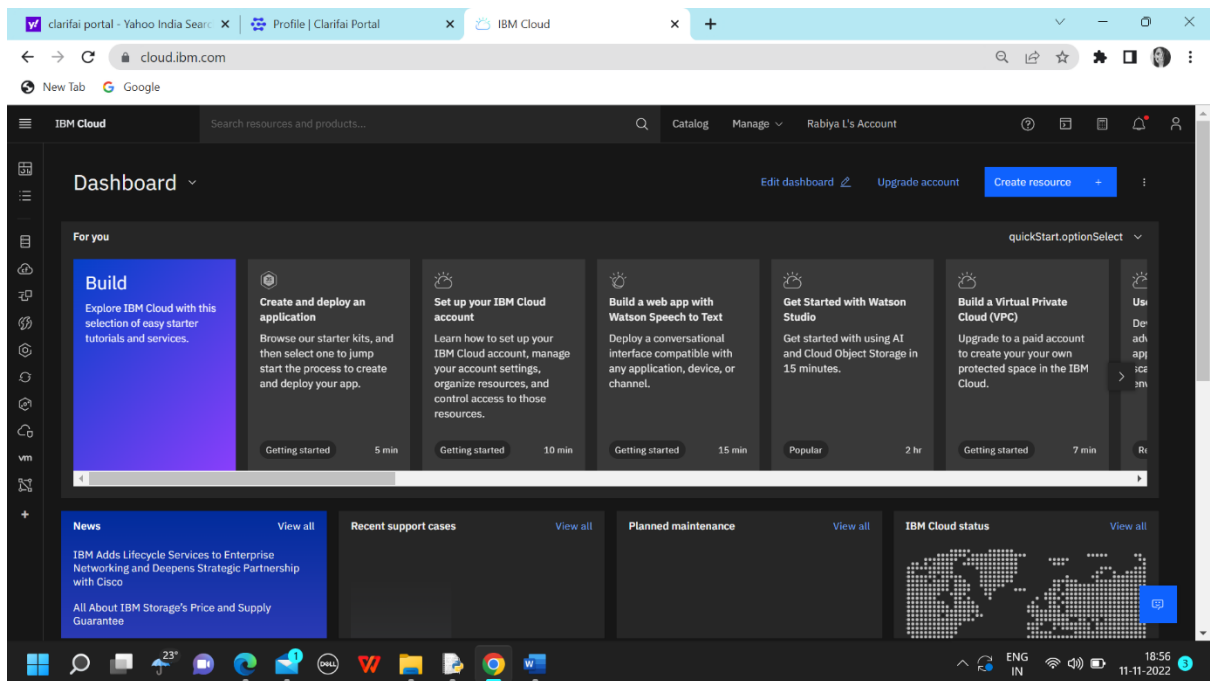 clarifai portal - Yahoo India Sear
Profile | Clarifai Portal
IBM Cloud
cloud.ibm.com
New Tab
Google
IBM Cloud
Search resources and products...
Catalog
Manage
Rabiya L's Account
Dashboard
Edit dashboard
Upgrade account
Create resource +
For you
quickStart.optionSelect
Build
Explore IBM Cloud with this
selection of easy starter
tutorials and services.
Create and deploy an
application
Browse our starter kits, and
then select one to jump
start the process to create
and deploy your app.
Getting started
5 min
Set up your IBM Cloud
account
Learn how to set up your
IBM Cloud account, manage
your account settings,
organize resources, and
control access to those
resources.
Getting started
10 min
Build a web app with
Watson Speech to Text
Deploy a conversational
interface compatible with
any application, device, or
channel.
Getting started
15 min
Get Started with Watson
Studio
Get started with using AI
and Cloud Object Storage in
15 minutes.
Popular
2 hr
Build a Virtual Private
Cloud (VPC)
Upgrade to a paid account
to create your your own
protected space in the IBM
Cloud.
Getting started
7 min
vm
News
View all
IBM Adds Lifecycle Services to Enterprise
Networking and Deepens Strategic Partnership
with Cisco
All About IBM Storage's Price and Supply
Guarantee
Recent support cases
View all
Planned maintenance
View all
IBM Cloud status
View all
23°
1
DELL
W
ENG
IN
18:56
11-11-2022
3